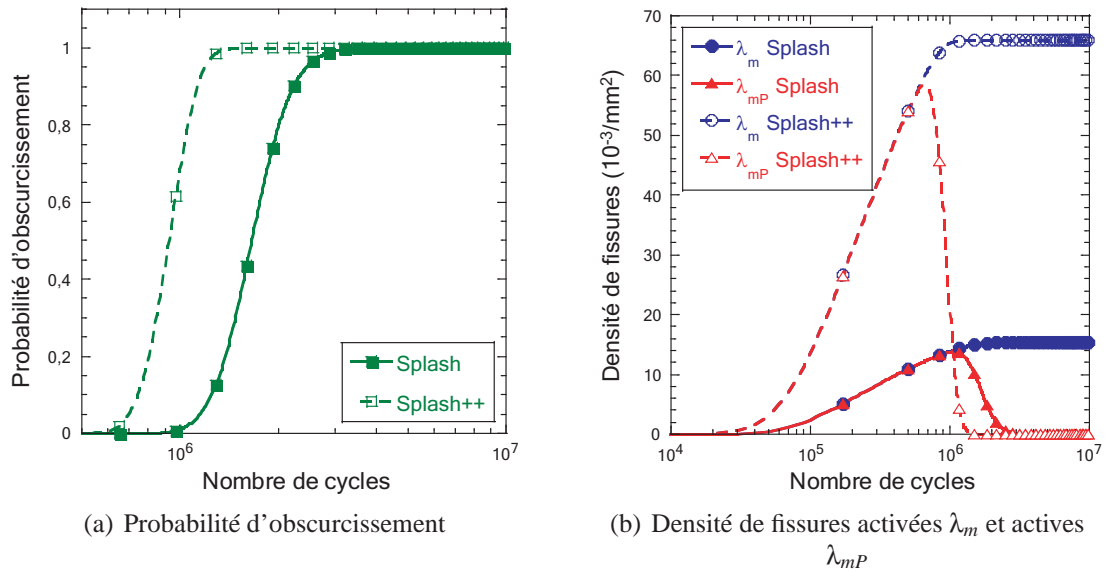 Probabilité d'obscurcissement
1
0,8
0,6
0,4
0,2
0
10⁶
10⁷
Nombre de cycles
Splash
Splash++
(a) Probabilité d'obscurcissement
Densité de fissures (10⁻³/mm²)
70
60
50
40
30
20
10
0
10⁴
10⁵
10⁶
10⁷
Nombre de cycles
λₘ Splash
λₘP Splash
λₘ Splash++
λₘP Splash++
(b) Densité de fissures activées λₘ et actives
λₘP